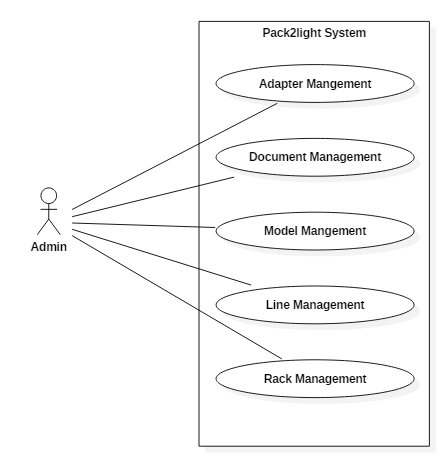 Pack2light System
Adapter Mangement
Document Management
Model Mangement
Admin
Line Management
Rack Management